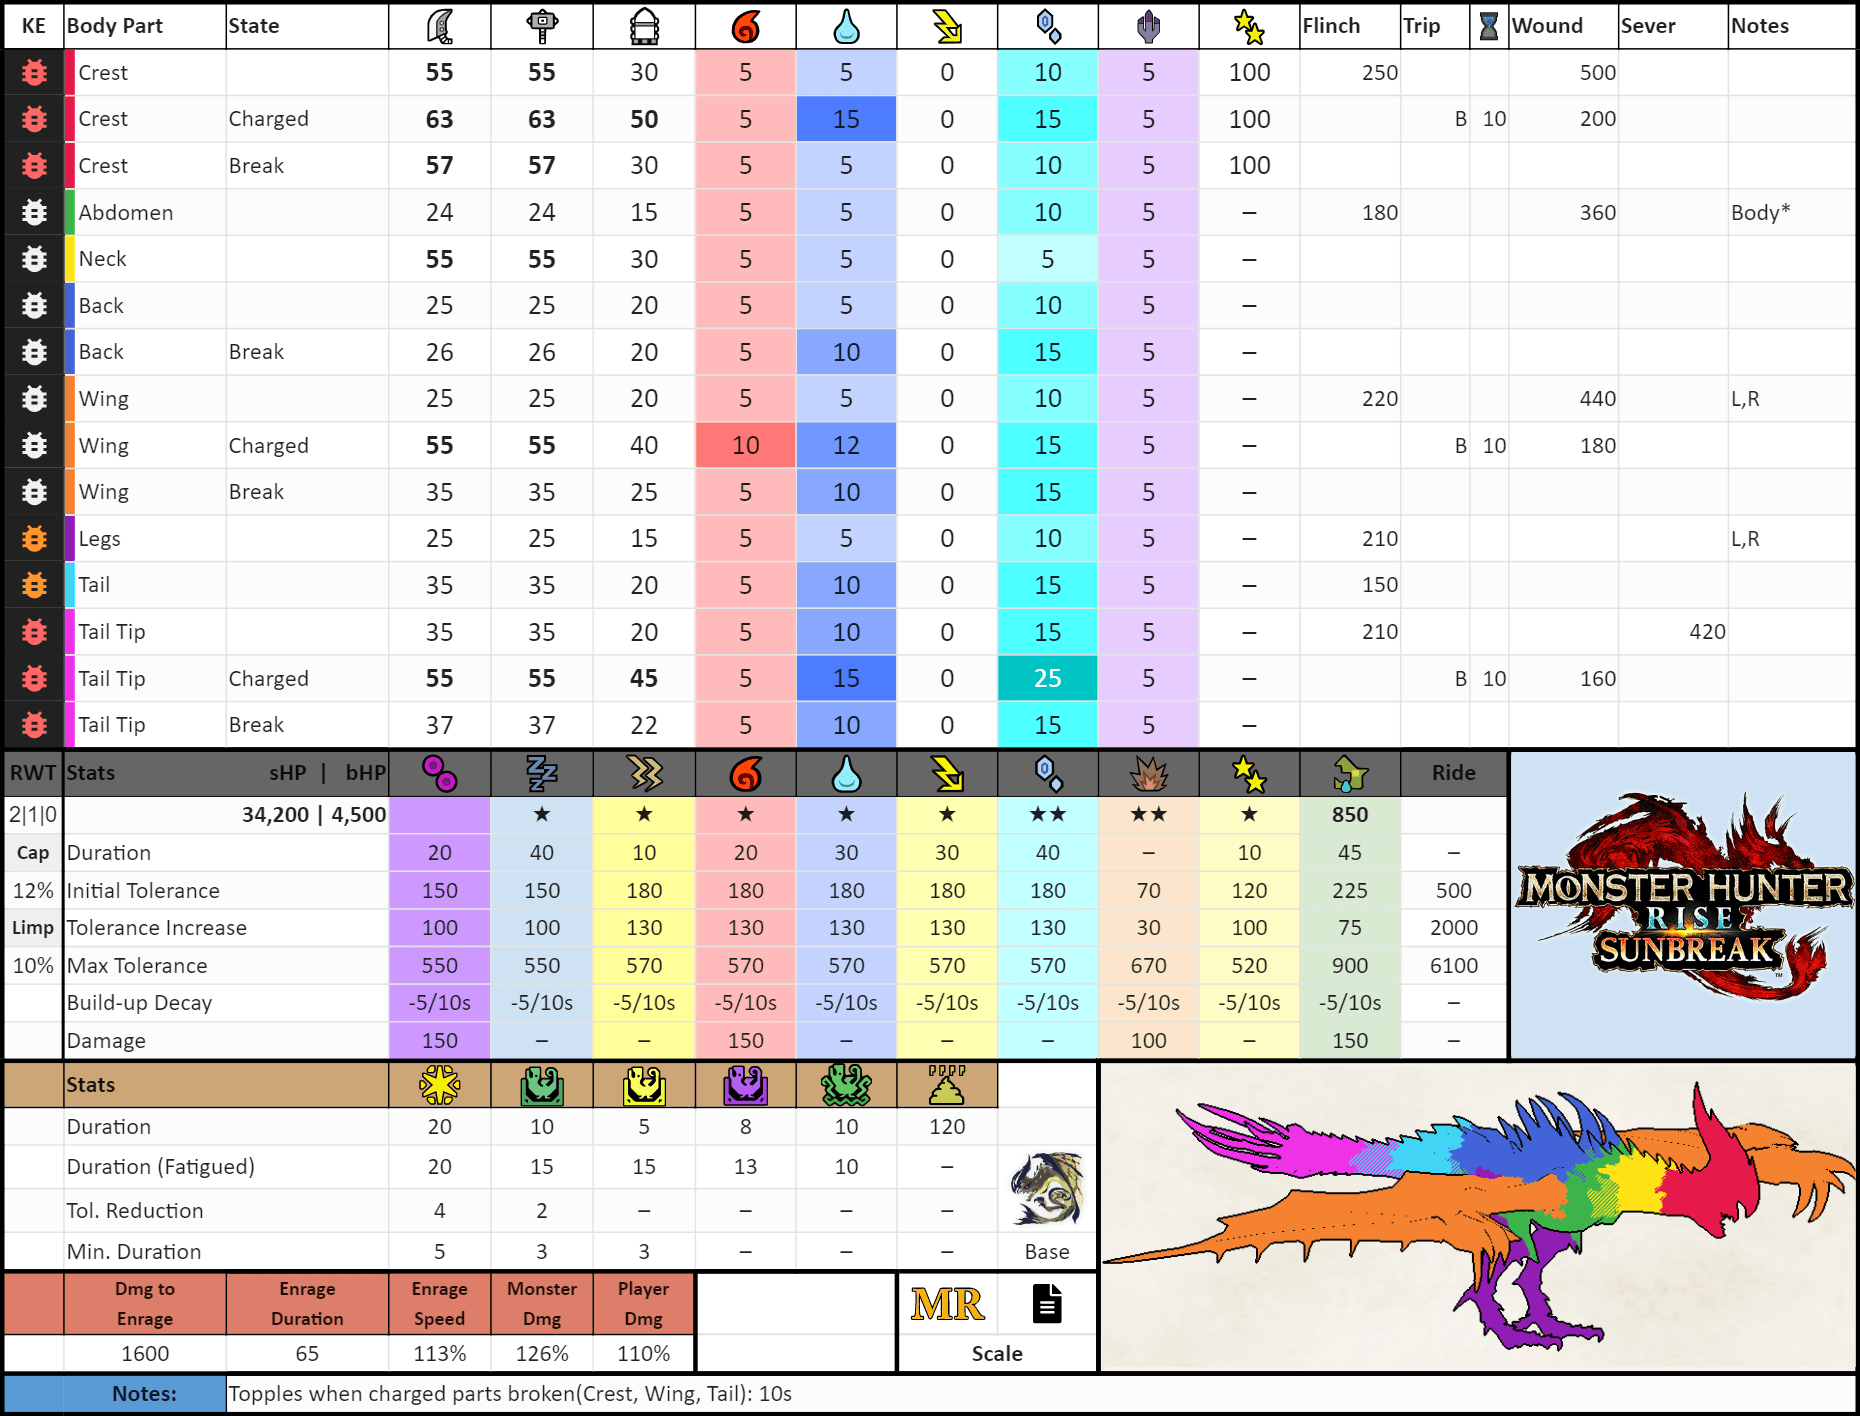 KE Body Part State Flinch Trip Wound Sever Notes
Crest 55 55 30 5 5 0 10 5 100 250 500
Crest Charged 63 63 50 5 15 0 15 5 100 B 10 200
Crest Break 57 57 30 5 5 0 10 5 100
Abdomen 24 24 15 5 5 0 10 5 – 180 360 Body*
Neck 55 55 30 5 5 0 5 5 –
Back 25 25 20 5 5 0 10 5 –
Back Break 26 26 20 5 10 0 15 5 –
Wing 25 25 20 5 5 0 10 5 – 220 440 L,R
Wing Charged 55 55 40 10 12 0 15 5 – B 10 180
Wing Break 35 35 25 5 10 0 15 5 –
Legs 25 25 15 5 5 0 10 5 – 210 L,R
Tail 35 35 20 5 10 0 15 5 – 150
Tail Tip 35 35 20 5 10 0 15 5 – 210 420
Tail Tip Charged 55 55 45 5 15 0 25 5 – B 10 160
Tail Tip Break 37 37 22 5 10 0 15 5 –
RWT Stats sHP | bHP Ride
2|1|0 34,200 | 4,500 ★ ★ ★ ★ ★ ★★ ★★ ★ 850
Cap Duration 20 40 10 20 30 30 40 – 10 45 –
12% Initial Tolerance 150 150 180 180 180 180 180 70 120 225 500
Limp Tolerance Increase 100 100 130 130 130 130 130 30 100 75 2000
10% Max Tolerance 550 550 570 570 570 570 570 670 520 900 6100
Build-up Decay -5/10s -5/10s -5/10s -5/10s -5/10s -5/10s -5/10s -5/10s -5/10s -5/10s –
Damage 150 – – 150 – – – 100 – 150 –
MONSTER HUNTER
RISE
SUNBREAK
TM
Stats
Duration 20 10 5 8 10 120
Duration (Fatigued) 20 15 15 13 10 –
Tol. Reduction 4 2 – – – –
Min. Duration 5 3 3 – – – Base
Dmg to Enrage Enrage Monster Player
Enrage Duration Speed Dmg Dmg
MR
1600 65 113% 126% 110% Scale
Notes: Topples when charged parts broken(Crest, Wing, Tail): 10s